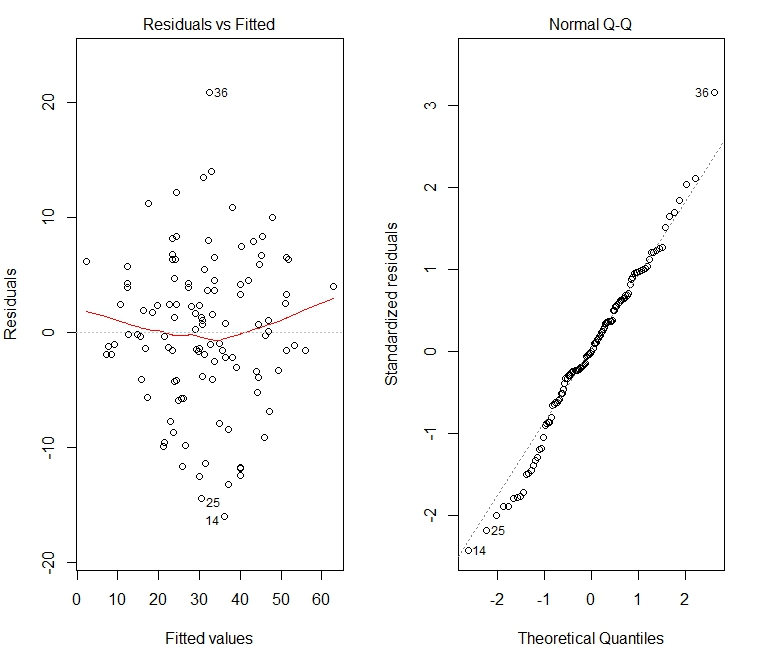 Residuals vs Fitted
Normal Q-Q
Residuals
20
10
0
-10
-20
36
25
14
0 10 20 30 40 50 60
Fitted values
Standardized residuals
3
2
1
0
-1
-2
36
25
14
-2 -1 0 1 2
Theoretical Quantiles